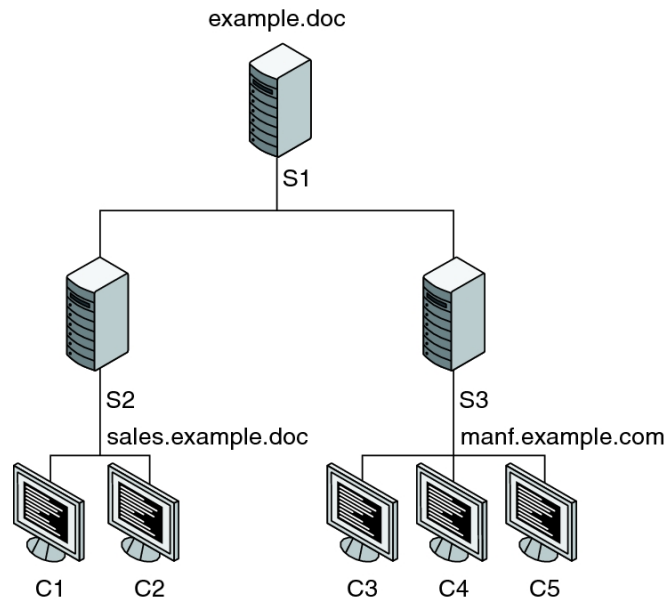 example.doc
S1
S2
S3
sales.example.doc
manf.example.com
C1
C2
C3
C4
C5